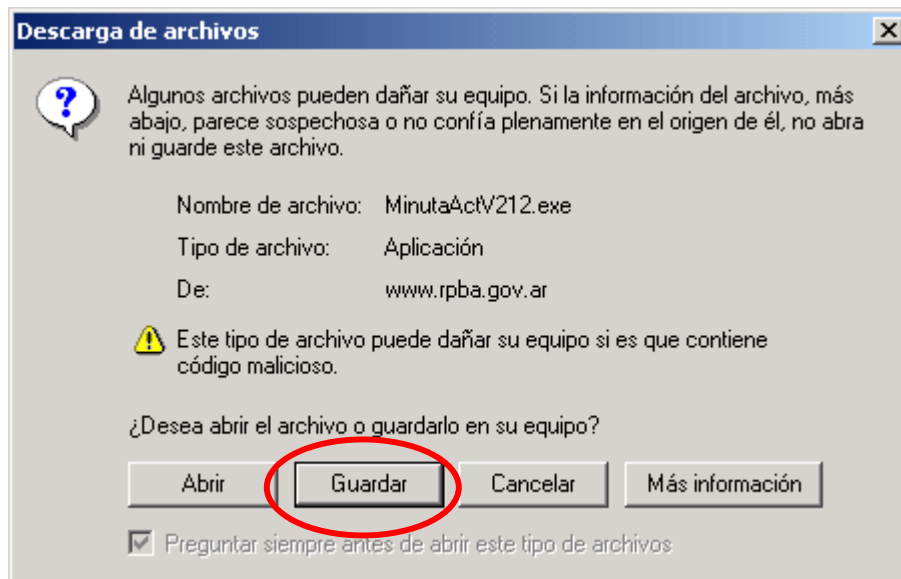 Descarga de archivos
Algunos archivos pueden dañar su equipo. Si la información del archivo, más
abajo, parece sospechosa o no confía plenamente en el origen de él, no abra
ni guarde este archivo.
Nombre de archivo: MinutaActV212.exe
Tipo de archivo: Aplicación
De: www.rpba.gov.ar
Este tipo de archivo puede dañar su equipo si es que contiene
código malicioso.
¿Desea abrir el archivo o guardarlo en su equipo?
Abrir Guardar Cancelar Más información
Preguntar siempre antes de abrir este tipo de archivos